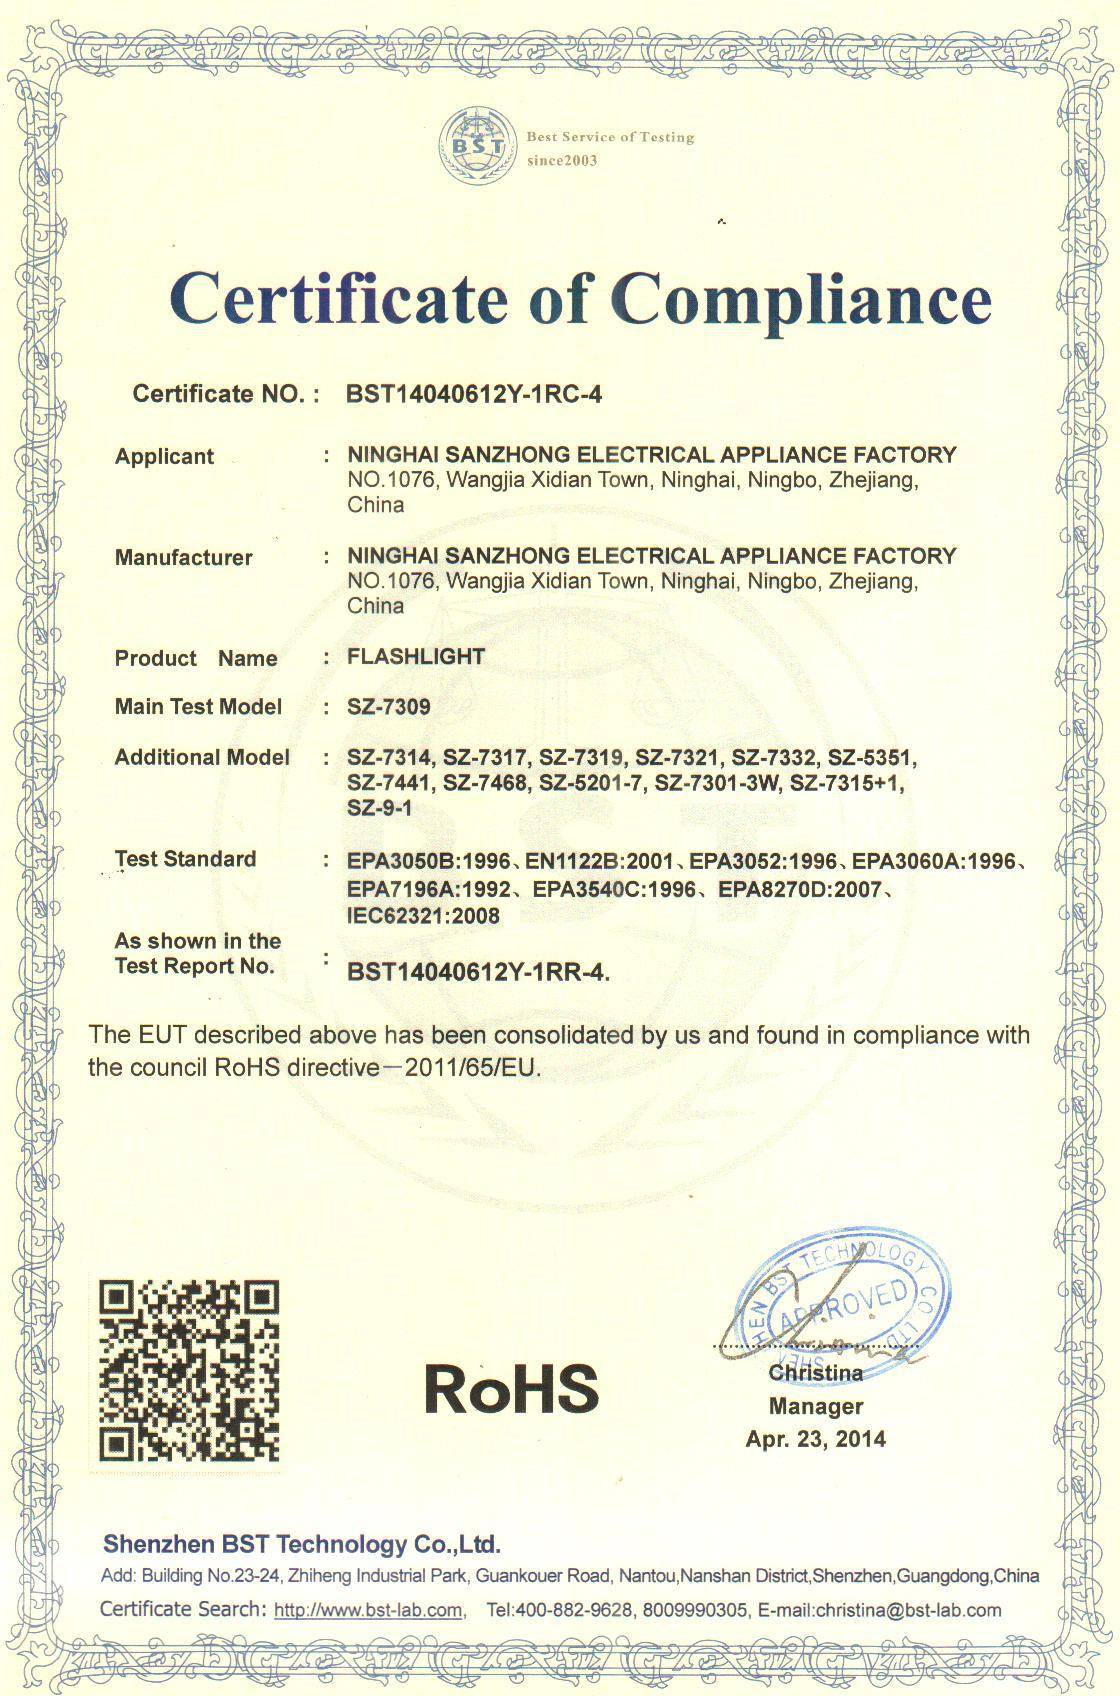 BST
Best Service of Testing
since2003
Certificate of Compliance
Certificate NO. : BST14040612Y-1RC-4
Applicant : NINGHAI SANZHONG ELECTRICAL APPLIANCE FACTORY
NO.1076, Wangjia Xidian Town, Ninghai, Ningbo, Zhejiang,
China
Manufacturer : NINGHAI SANZHONG ELECTRICAL APPLIANCE FACTORY
NO.1076, Wangjia Xidian Town, Ninghai, Ningbo, Zhejiang,
China
Product Name : FLASHLIGHT
Main Test Model : SZ-7309
Additional Model : SZ-7314, SZ-7317, SZ-7319, SZ-7321, SZ-7332, SZ-5351,
SZ-7441, SZ-7468, SZ-5201-7, SZ-7301-3W, SZ-7315+1,
SZ-9-1
Test Standard : EPA3050B:1996、EN1122B:2001、EPA3052:1996、EPA3060A:1996、
EPA7196A:1992、EPA3540C:1996、EPA8270D:2007、
IEC62321:2008
As shown in the
Test Report No. : BST14040612Y-1RR-4.
The EUT described above has been consolidated by us and found in compliance with
the council RoHS directive－2011/65/EU.
SHENZHEN BST TECHNOLOGY CO., LTD.
APPROVED
RoHS
Christina
Manager
Apr. 23, 2014
Shenzhen BST Technology Co.,Ltd.
Add: Building No.23-24, Zhiheng Industrial Park, Guankouer Road, Nantou,Nanshan District,Shenzhen,Guangdong,China
Certificate Search: http://www.bst-lab.com, Tel:400-882-9628, 8009990305, E-mail:christina@bst-lab.com